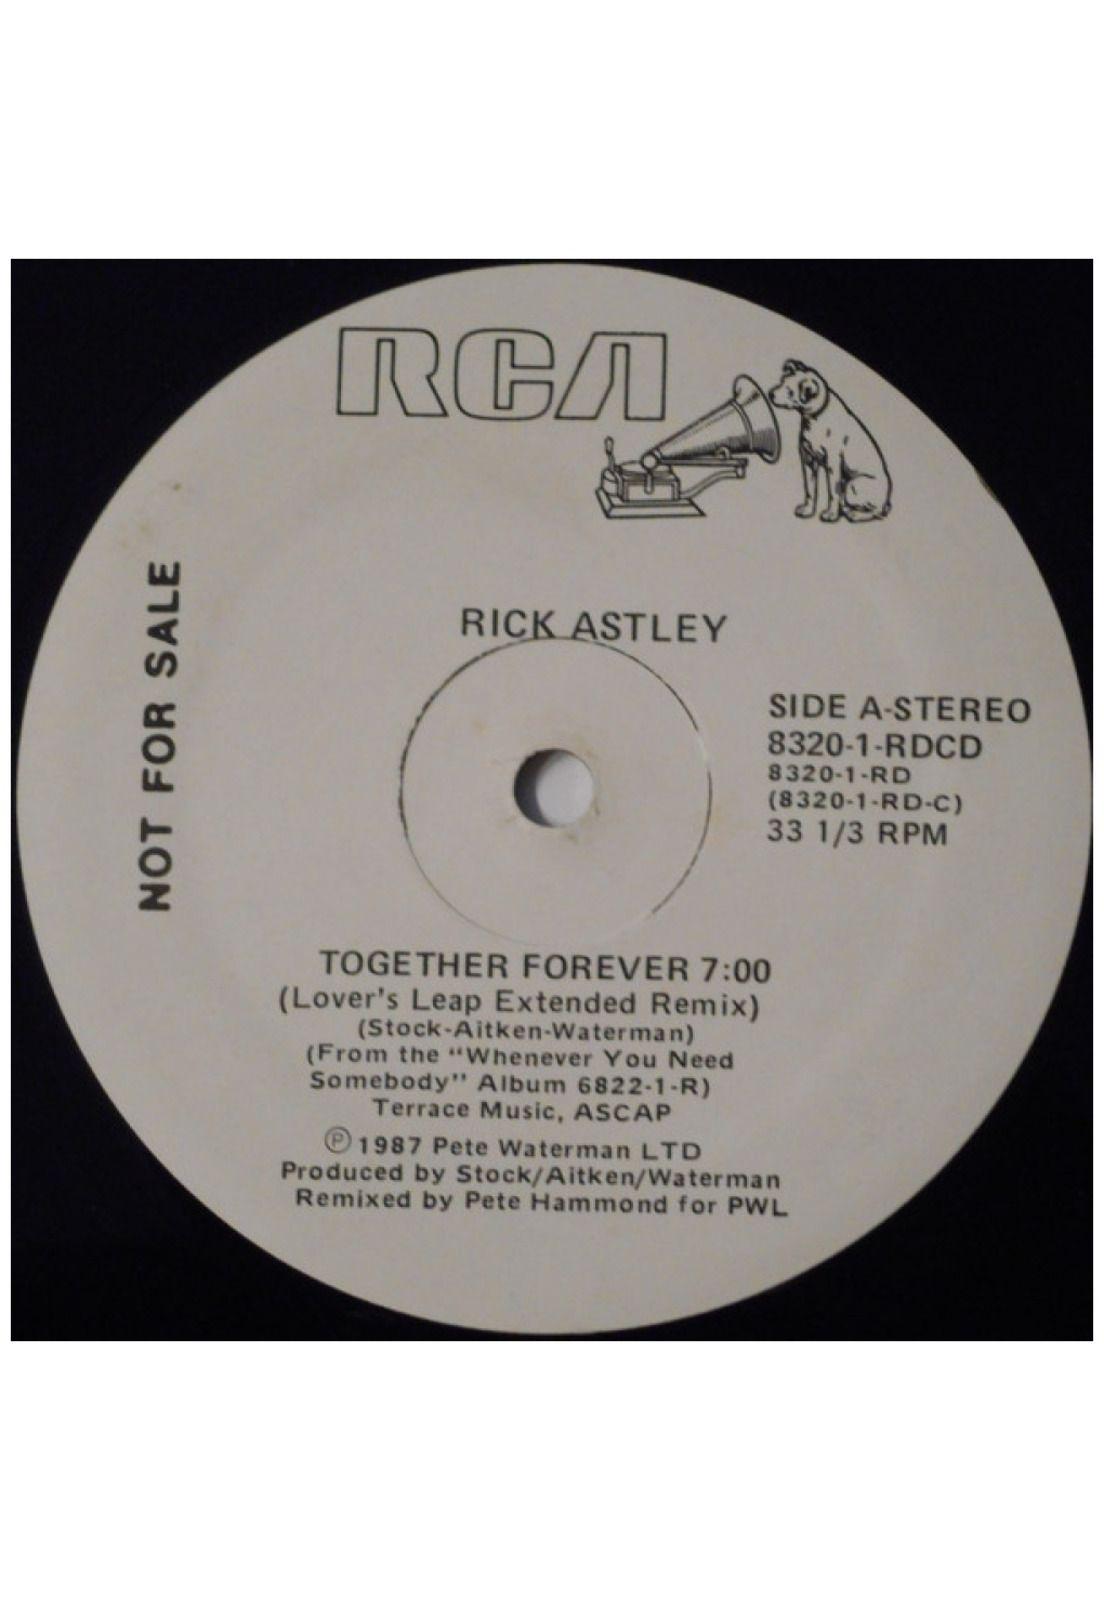 RCA
NOT FOR SALE
RICK ASTLEY
SIDE A-STEREO
8320-1-RDCD
8320-1-RD
(8320-1-RD-C)
33 1/3 RPM
TOGETHER FOREVER 7:00
(Lover's Leap Extended Remix)
(Stock-Aitken-Waterman)
(From the "Whenever You Need
Somebody" Album 6822-1-R)
Terrace Music, ASCAP
℗ 1987 Pete Waterman LTD
Produced by Stock/Aitken/Waterman
Remixed by Pete Hammond for PWL